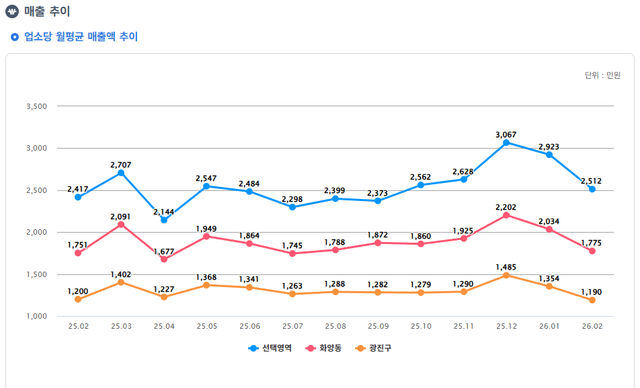 매출 추이
업소당 월평균 매출액 추이
단위 : 만원
3,500
3,000
2,500
2,000
1,500
1,000
2,417 2,707 2,144 2,547 2,484 2,298 2,399 2,373 2,562 2,628 3,067 2,923 2,512
1,751 2,091 1,677 1,949 1,864 1,745 1,788 1,872 1,860 1,925 2,202 2,034 1,775
1,200 1,402 1,227 1,368 1,341 1,263 1,288 1,282 1,279 1,290 1,485 1,354 1,190
25.02 25.03 25.04 25.05 25.06 25.07 25.08 25.09 25.10 25.11 25.12 26.01 26.02
선택영역 화양동 광진구